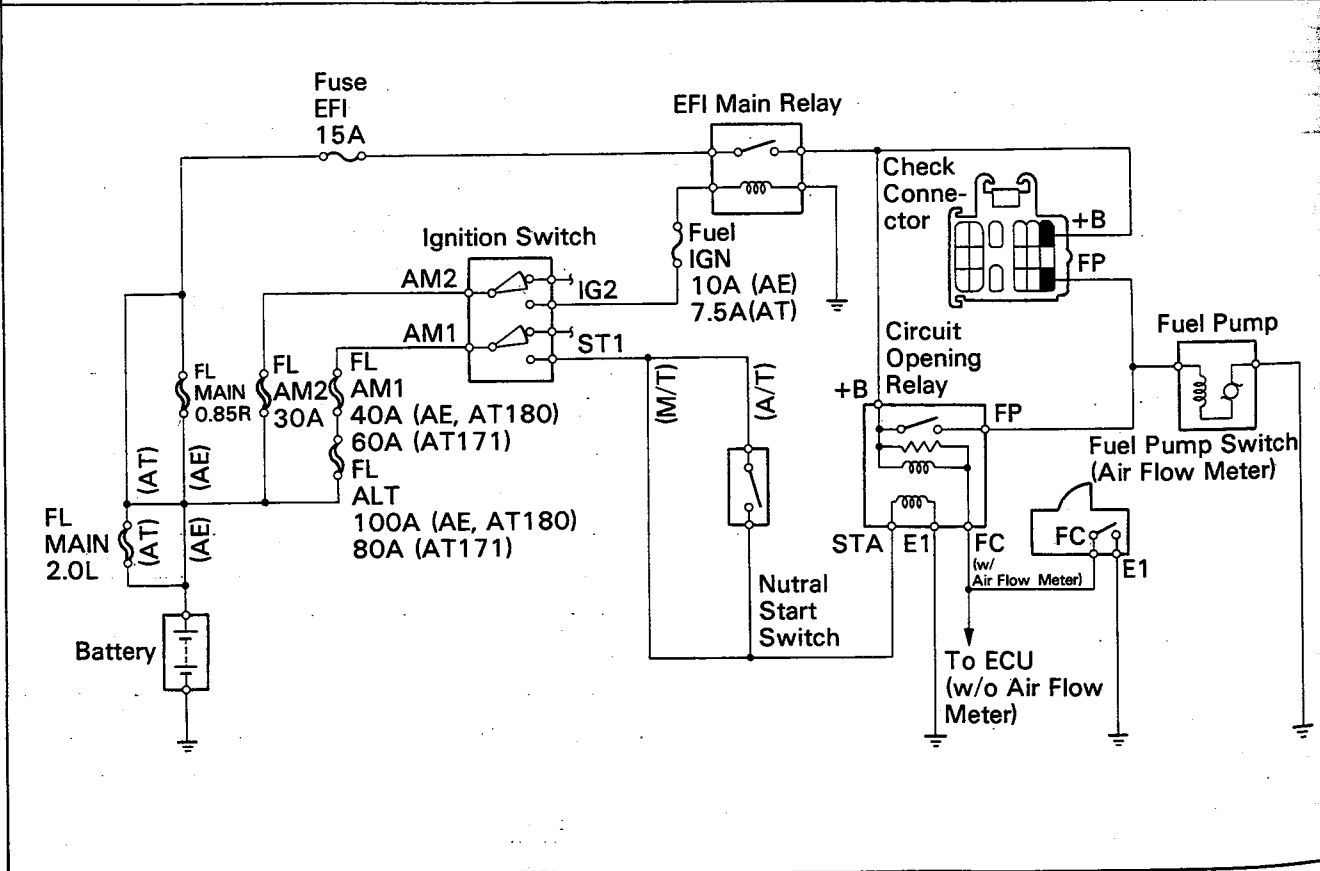 Fuse
EFI
15A
EFI Main Relay
Check
Conne-
ctor
+B
FP
Ignition Switch
AM2
IG2
Fuel
IGN
10A (AE)
7.5A(AT)
AM1
ST1
Circuit
Opening
Relay
Fuel Pump
FL
MAIN
0.85R
FL
AM2
30A
FL
AM1
40A (AE, AT180)
60A (AT171)
FL
ALT
100A (AE, AT180)
80A (AT171)
(M/T)
(A/T)
+B
FP
Fuel Pump Switch
(Air Flow Meter)
(AT)
(AE)
FL
MAIN
2.0L
(AT)
(AE)
STA
E1
FC
(w/
Air Flow Meter)
FC
E1
Nutral
Start
Switch
Battery
To ECU
(w/o Air Flow
Meter)